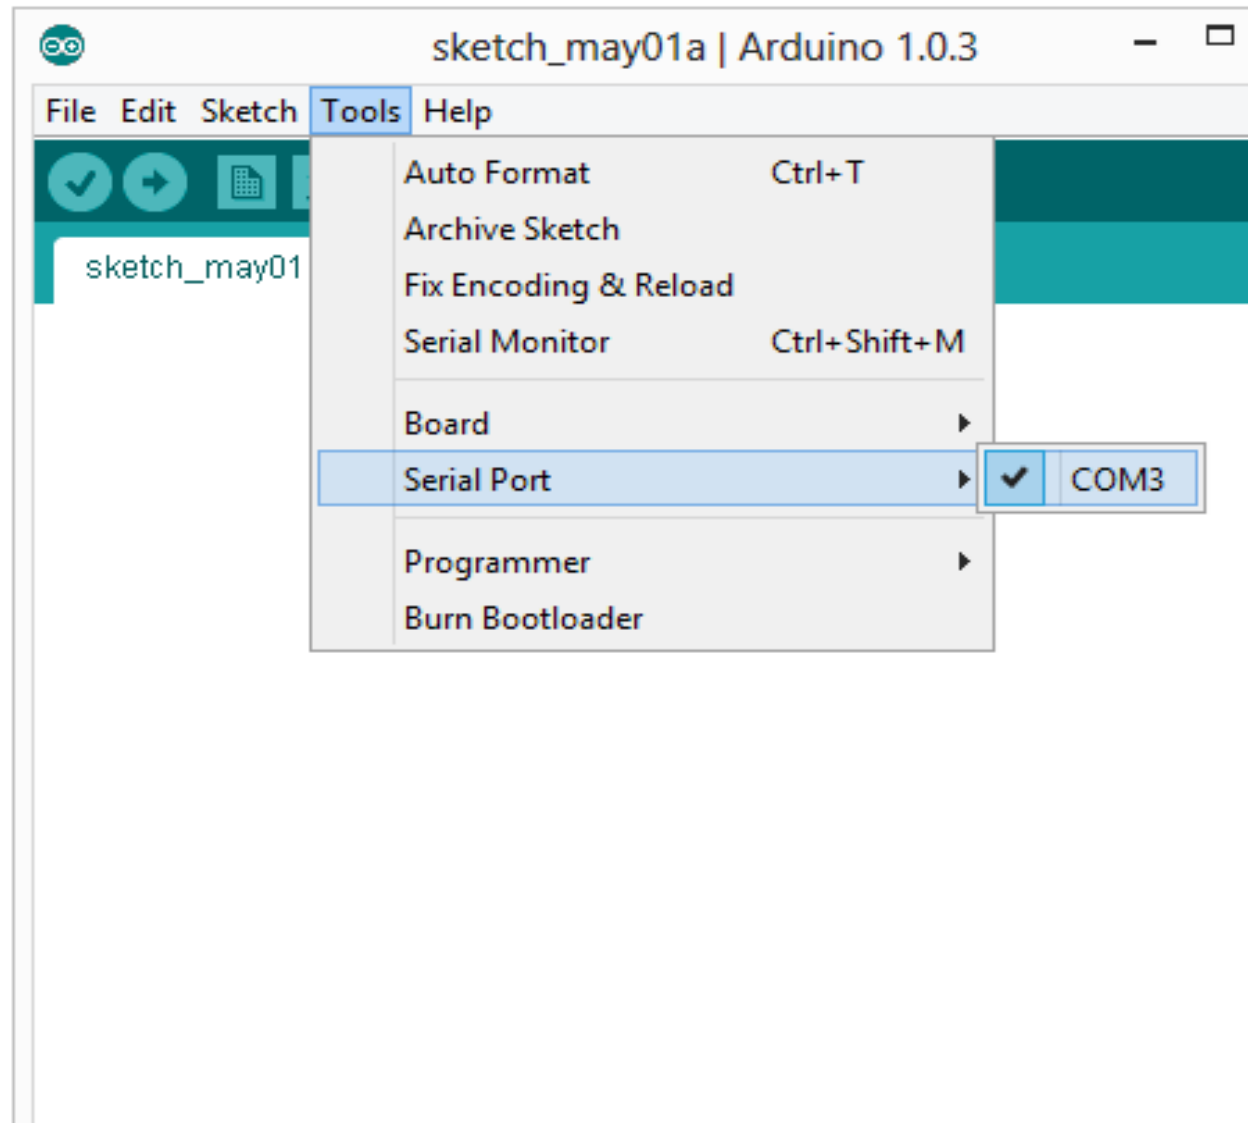 sketch_may01a | Arduino 1.0.3
File Edit Sketch Tools Help
sketch_may01
Auto Format Ctrl+T
Archive Sketch
Fix Encoding & Reload
Serial Monitor Ctrl+Shift+M
Board
Serial Port
COM3
Programmer
Burn Bootloader